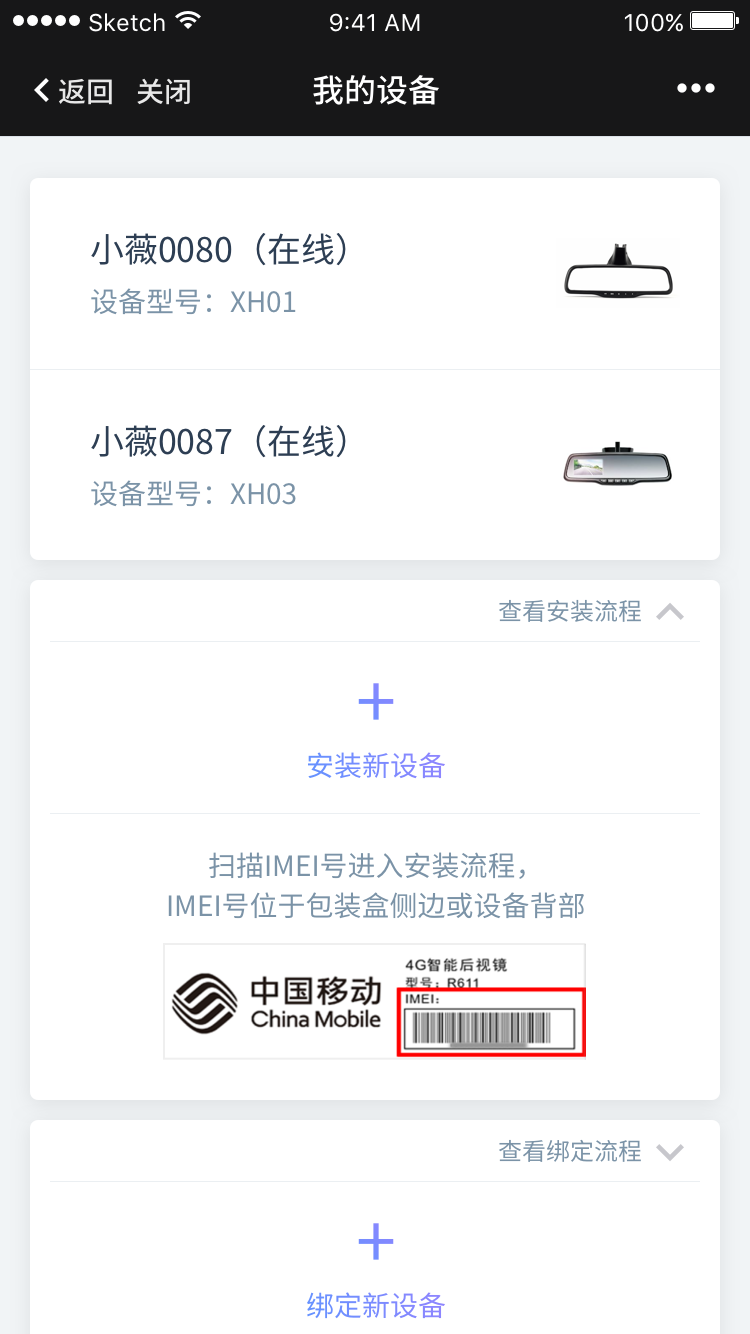 Sketch 9:41 AM 100%
返回 关闭 我的设备
小薇0080（在线）
设备型号：XH01
小薇0087（在线）
设备型号：XH03
查看安装流程
安装新设备
扫描IMEI号进入安装流程，
IMEI号位于包装盒侧边或设备背部
中国移动
China Mobile
4G智能后视镜
型号：R611
IMEI：
查看绑定流程
绑定新设备